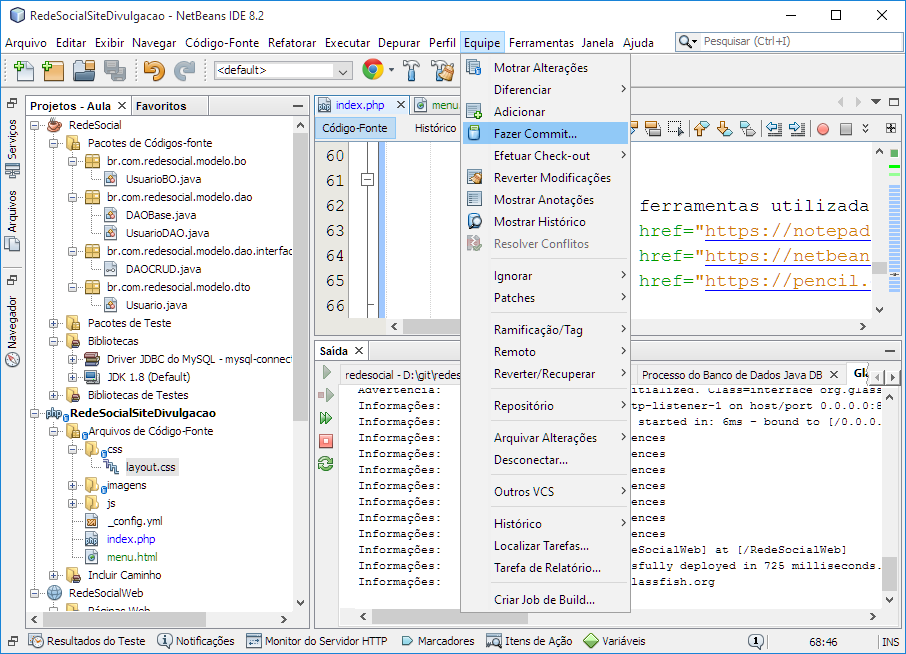 RedeSocialSiteDivulgacao - NetBeans IDE 8.2
Arquivo Editar Exibir Navegar Código-Fonte Refatorar Executar Depurar Perfil Equipe Ferramentas Janela Ajuda
Pesquisar (Ctrl+I)
<default>
Projetos - Aula
Favoritos
Serviços
Arquivos
Navegador
RedeSocial
Pacotes de Códigos-fonte
br.com.redesocial.modelo.bo
UsuarioBO.java
br.com.redesocial.modelo.dao
DAOBase.java
UsuarioDAO.java
br.com.redesocial.modelo.dao.interfac
DAOCRUD.java
br.com.redesocial.modelo.dto
Usuario.java
Pacotes de Teste
Bibliotecas
Driver JDBC do MySQL - mysql-connect
JDK 1.8 (Default)
Bibliotecas de Testes
RedeSocialSiteDivulgacao
Arquivos de Código-Fonte
css
layout.css
imagens
js
_config.yml
index.php
menu.html
Incluir Caminho
RedeSocialWeb
Páginas Web
index.php
menu.
Código-Fonte
Histórico
60
61
62
ferramentas utilizada
63
href="https://notepad
64
href="https://netbean
65
href="https://pencil.
66
Motrar Alterações
Diferenciar
Adicionar
Fazer Commit...
Efetuar Check-out
Reverter Modificações
Mostrar Anotações
Mostrar Histórico
Resolver Conflitos
Ignorar
Patches
Ramificação/Tag
Remoto
Reverter/Recuperar
Repositório
Arquivar Alterações
Desconectar...
Outros VCS
Histórico
Localizar Tarefas...
Tarefa de Relatório...
Criar Job de Build...
Saída
redesocial - D:\git\redes
Processo do Banco de Dados Java DB
Gla
Advertência: itialized. Class=interface org.glass
Informações: tp-listener-1 on host/port 0.0.0.0:8
Informações: started in: 6ms - bound to [/0.0.0.
Informações: ences
Informações: ences
Informações: ences
Informações: ences
Informações: ences
Informações: ences
Informações: ences
Informações: eSocialWeb] at [/RedeSocialWeb]
Informações: sfully deployed in 725 milliseconds.
Informações: lassfish.org
Resultados do Teste
Notificações
Monitor do Servidor HTTP
Marcadores
Itens de Ação
Variáveis
1
68:46
INS